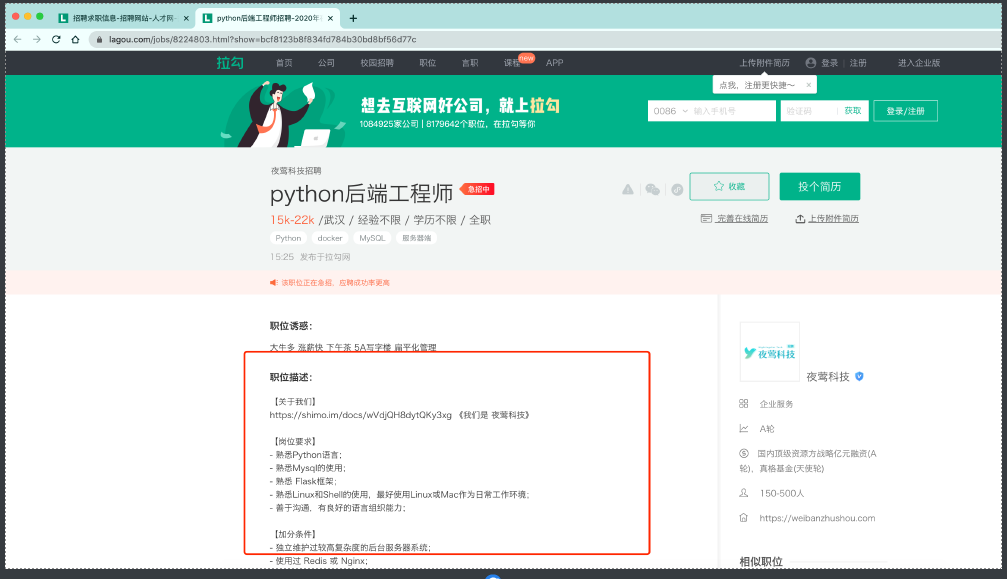 招聘求职信息-招聘网站-人才网
python后端工程师招聘-2020年
lagou.com/jobs/8224803.html?show=bcf8123b8f834fd784b30bd8bf56d77c
拉勾 首页 公司 校园招聘 职位 言职 课程 new APP 上传附件简历 登录 注册 进入企业版
点我，注册更快捷～ ×
想去互联网好公司，就上拉勾
1084925家公司 | 8179642个职位，在拉勾等你
0086 输入手机号 验证码 获取 登录/注册
夜莺科技招聘
python后端工程师 急招中
收藏 投个简历
15k-22k /武汉 / 经验不限 / 学历不限 / 全职
完善在线简历 上传附件简历
Python docker MySQL 服务器端
15:25 发布于拉勾网
该职位正在急招，应聘成功率更高
职位诱惑：
大牛多 涨薪快 下午茶 5A写字楼 扁平化管理
职位描述：
【关于我们】
https://shimo.im/docs/wVdjQH8dytQKy3xg 《我们是 夜莺科技》
【岗位要求】
- 熟悉Python语言；
- 熟悉Mysql的使用；
- 熟悉 Flask框架；
- 熟悉Linux和Shell的使用，最好使用Linux或Mac作为日常工作环境；
- 善于沟通，有良好的语言组织能力；
【加分条件】
- 独立维护过较高复杂度的后台服务器系统；
- 使用过 Redis 或 Nginx；
夜莺科技
夜莺科技
企业服务
A轮
国内顶级资源方战略亿元融资(A
轮)，真格基金(天使轮)
150-500人
https://weibanzhushou.com
相似职位